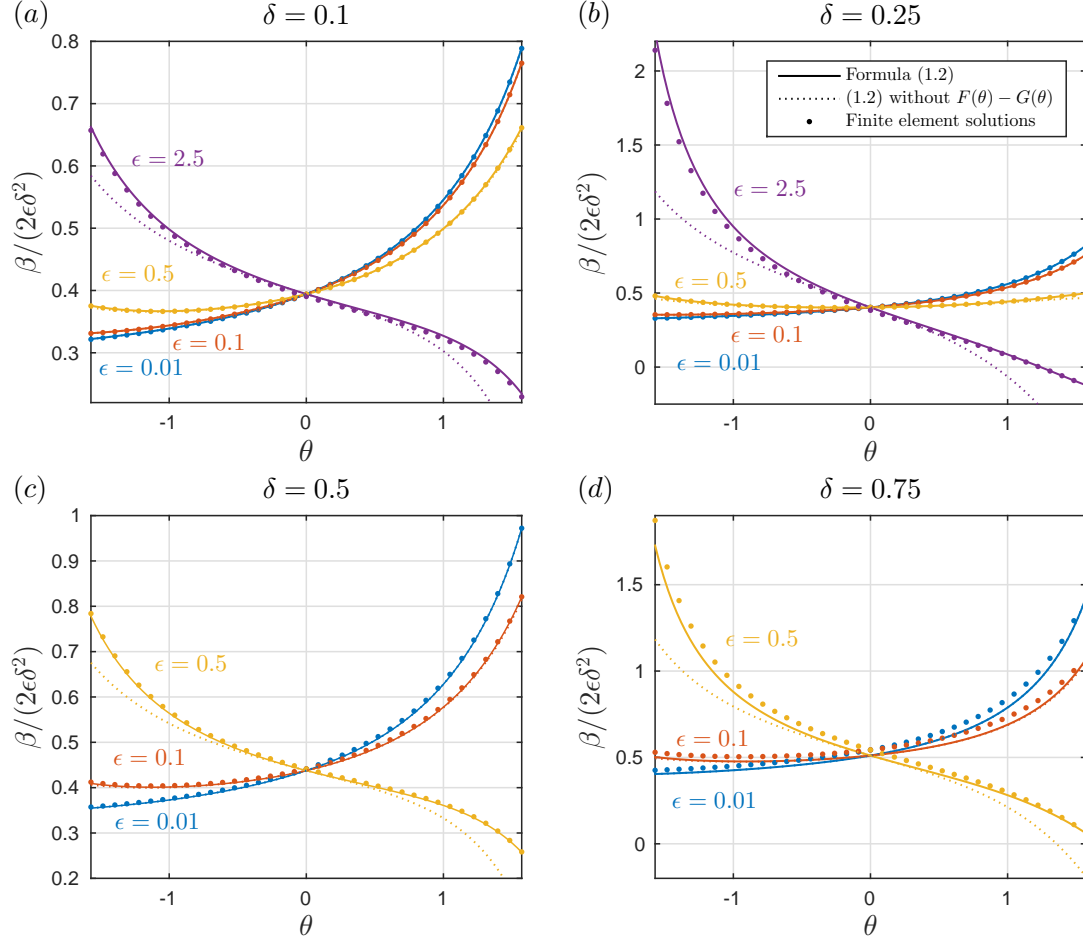 (a) δ = 0.1
0.8
0.7
0.6
0.5
0.4
0.3
β/(2ϵδ²)
ϵ = 2.5
ϵ = 0.5
ϵ = 0.1
ϵ = 0.01
-1 0 1
θ
(b) δ = 0.25
2
1.5
1
0.5
0
β/(2ϵδ²)
Formula (1.2)
(1.2) without F(θ) − G(θ)
Finite element solutions
ϵ = 2.5
ϵ = 0.5
ϵ = 0.1
ϵ = 0.01
-1 0 1
θ
(c) δ = 0.5
1
0.9
0.8
0.7
0.6
0.5
0.4
0.3
0.2
β/(2ϵδ²)
ϵ = 0.5
ϵ = 0.1
ϵ = 0.01
-1 0 1
θ
(d) δ = 0.75
1.5
1
0.5
0
β/(2ϵδ²)
ϵ = 0.5
ϵ = 0.1
ϵ = 0.01
-1 0 1
θ